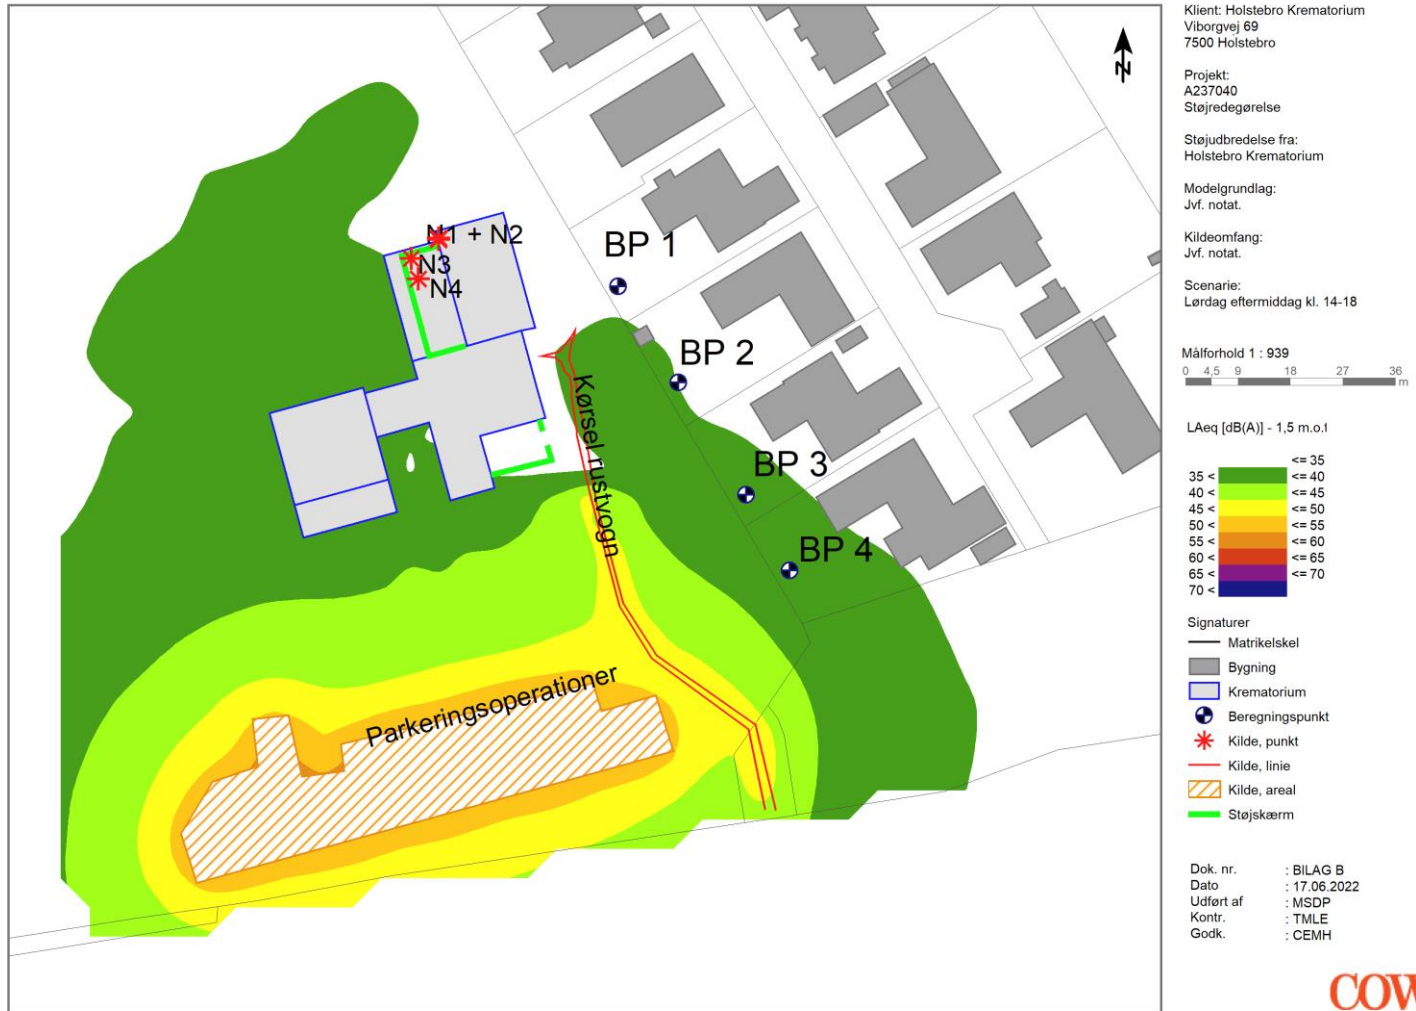 N1 + N2
N3
N4
BP 1
BP 2
BP 3
BP 4
Kørsel rustvogn
Parkeringsoperationer
N
Klient: Holstebro Krematorium
Viborgvej 69
7500 Holstebro
Projekt:
A237040
Støjredegørelse
Støjudbredelse fra:
Holstebro Krematorium
Modelgrundlag:
Jvf. notat.
Kildeomfang:
Jvf. notat.
Scenarie:
Lørdag eftermiddag kl. 14-18
Målforhold 1 : 939
0 4,5 9 18 27 36
m
LAeq [dB(A)] - 1,5 m.o.t
<= 35
35 < <= 40
40 < <= 45
45 < <= 50
50 < <= 55
55 < <= 60
60 < <= 65
65 < <= 70
70 <
Signaturer
Matrikelskel
Bygning
Krematorium
Beregningspunkt
Kilde, punkt
Kilde, linie
Kilde, areal
Støjskærm
Dok. nr. : BILAG B
Dato : 17.06.2022
Udført af : MSDP
Kontr. : TMLE
Godk. : CEMH
COW